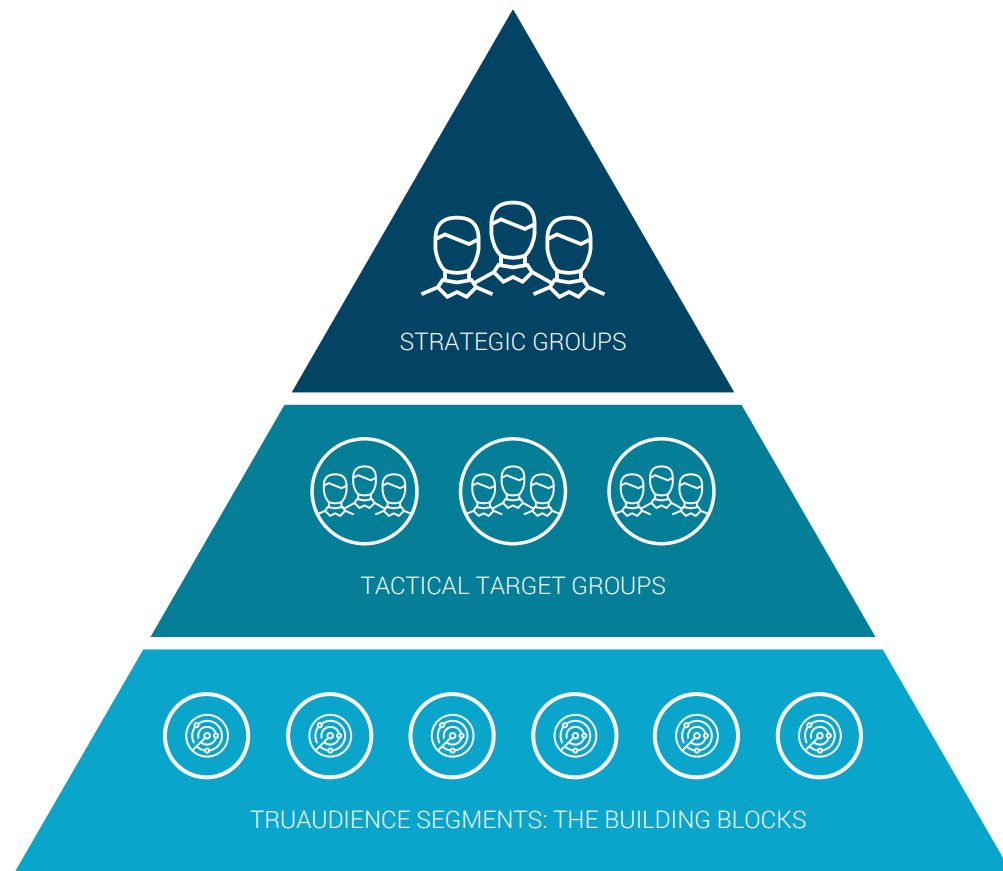 STRATEGIC GROUPS
TACTICAL TARGET GROUPS
TRUAUDIENCE SEGMENTS: THE BUILDING BLOCKS